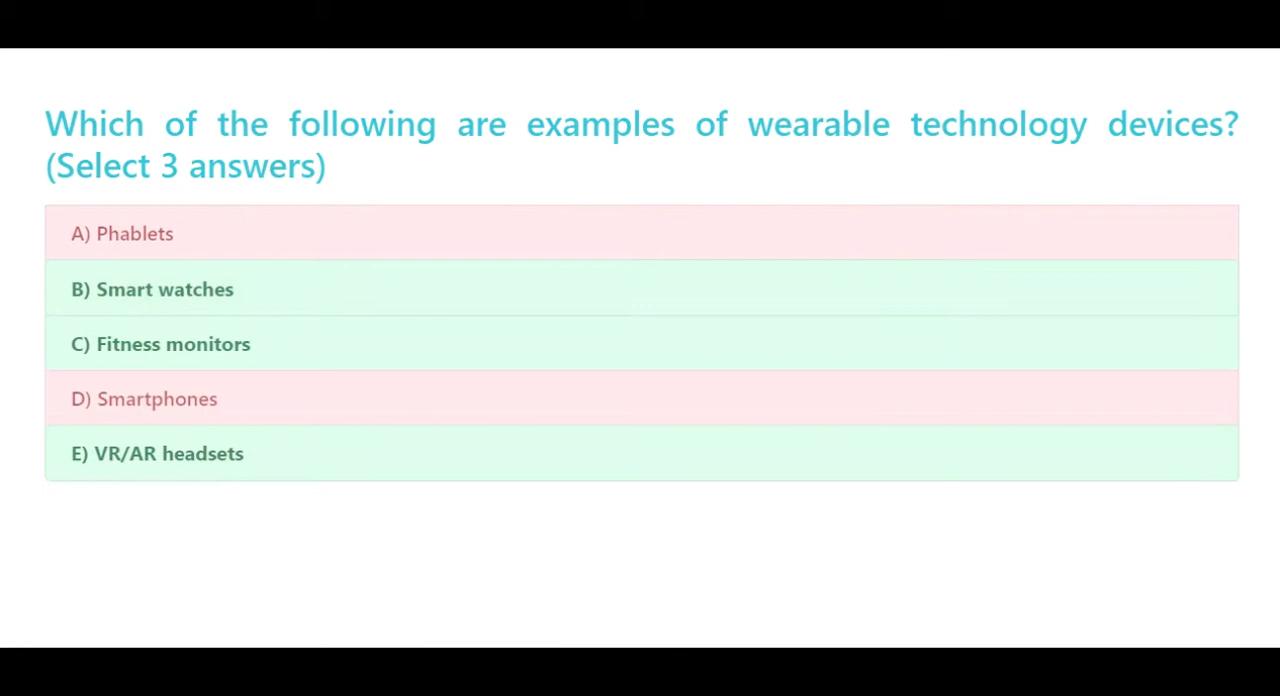 Which of the following are examples of wearable technology devices?
(Select 3 answers)
A) Phablets
B) Smart watches
C) Fitness monitors
D) Smartphones
E) VR/AR headsets